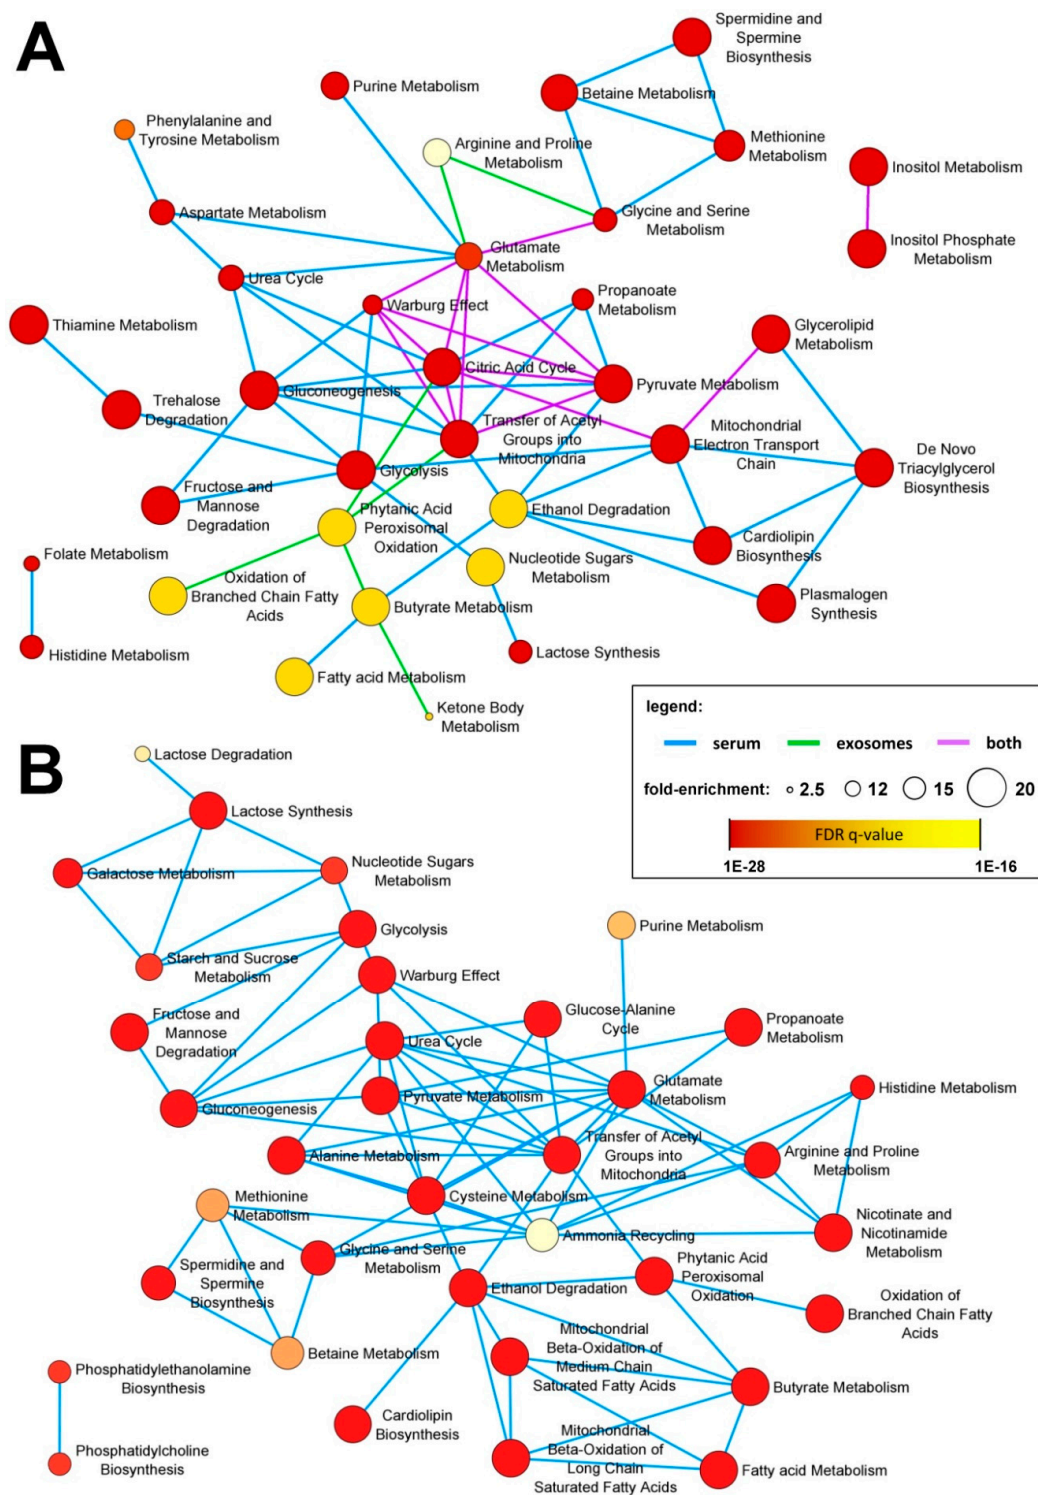 A
Spermidine and
Spermine
Biosynthesis
Purine Metabolism
Betaine Metabolism
Phenylalanine and
Tyrosine Metabolism
Arginine and Proline
Metabolism
Methionine
Metabolism
Inositol Metabolism
Aspartate Metabolism
Glycine and Serine
Metabolism
Glutamate
Metabolism
Inositol Phosphate
Metabolism
Urea Cycle
Warburg Effect
Propanoate
Metabolism
Thiamine Metabolism
Glycerolipid
Metabolism
Citric Acid Cycle
Gluconeogenesis
Pyruvate Metabolism
Trehalose
Degradation
Transfer of Acetyl
Groups into
Mitochondria
Mitochondrial
Electron Transport
Chain
De Novo
Triacylglycerol
Biosynthesis
Glycolysis
Fructose and
Mannose
Degradation
Phytanic Acid
Peroxisomal
Oxidation
Ethanol Degradation
Cardiolipin
Biosynthesis
Folate Metabolism
Nucleotide Sugars
Metabolism
Oxidation of
Branched Chain Fatty
Acids
Butyrate Metabolism
Plasmalogen
Synthesis
Histidine Metabolism
Lactose Synthesis
Fatty acid Metabolism
Ketone Body
Metabolism
legend:
serum exosomes both
fold-enrichment: 2.5 12 15 20
FDR q-value
1E-28 1E-16
B
Lactose Degradation
Lactose Synthesis
Galactose Metabolism
Nucleotide Sugars
Metabolism
Glycolysis
Purine Metabolism
Starch and Sucrose
Metabolism
Warburg Effect
Fructose and
Mannose
Degradation
Glucose-Alanine
Cycle
Propanoate
Metabolism
Urea Cycle
Glutamate
Metabolism
Histidine Metabolism
Pyruvate Metabolism
Gluconeogenesis
Alanine Metabolism
Transfer of Acetyl
Groups into
Mitochondria
Arginine and Proline
Metabolism
Cysteine Metabolism
Methionine
Metabolism
Ammonia Recycling
Nicotinate and
Nicotinamide
Metabolism
Glycine and Serine
Metabolism
Spermidine and
Spermine
Biosynthesis
Ethanol Degradation
Phytanic Acid
Peroxisomal
Oxidation
Oxidation of
Branched Chain Fatty
Acids
Betaine Metabolism
Mitochondrial
Beta-Oxidation of
Medium Chain
Saturated Fatty Acids
Phosphatidylethanolamine
Biosynthesis
Butyrate Metabolism
Cardiolipin
Biosynthesis
Phosphatidylcholine
Biosynthesis
Mitochondrial
Beta-Oxidation of
Long Chain
Saturated Fatty Acids
Fatty acid Metabolism